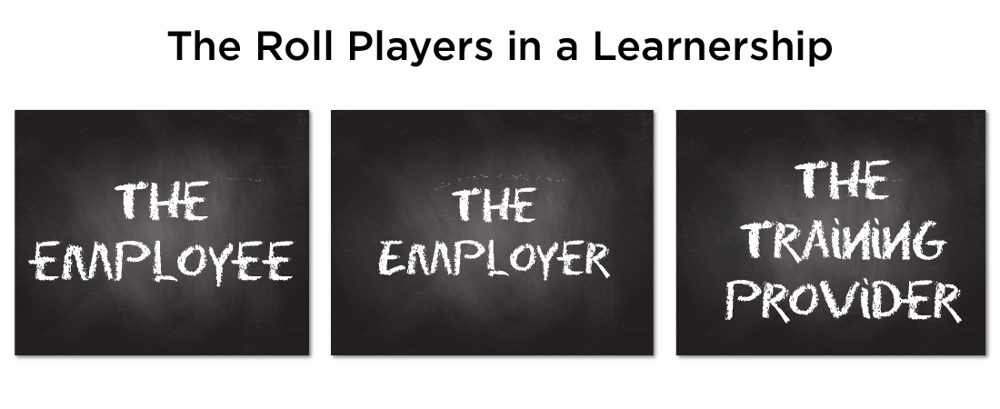 The Roll Players in a Learnership
THE
EMPLOYEE
THE
EMPLOYER
THE
TRAiNiNG
PROViDER